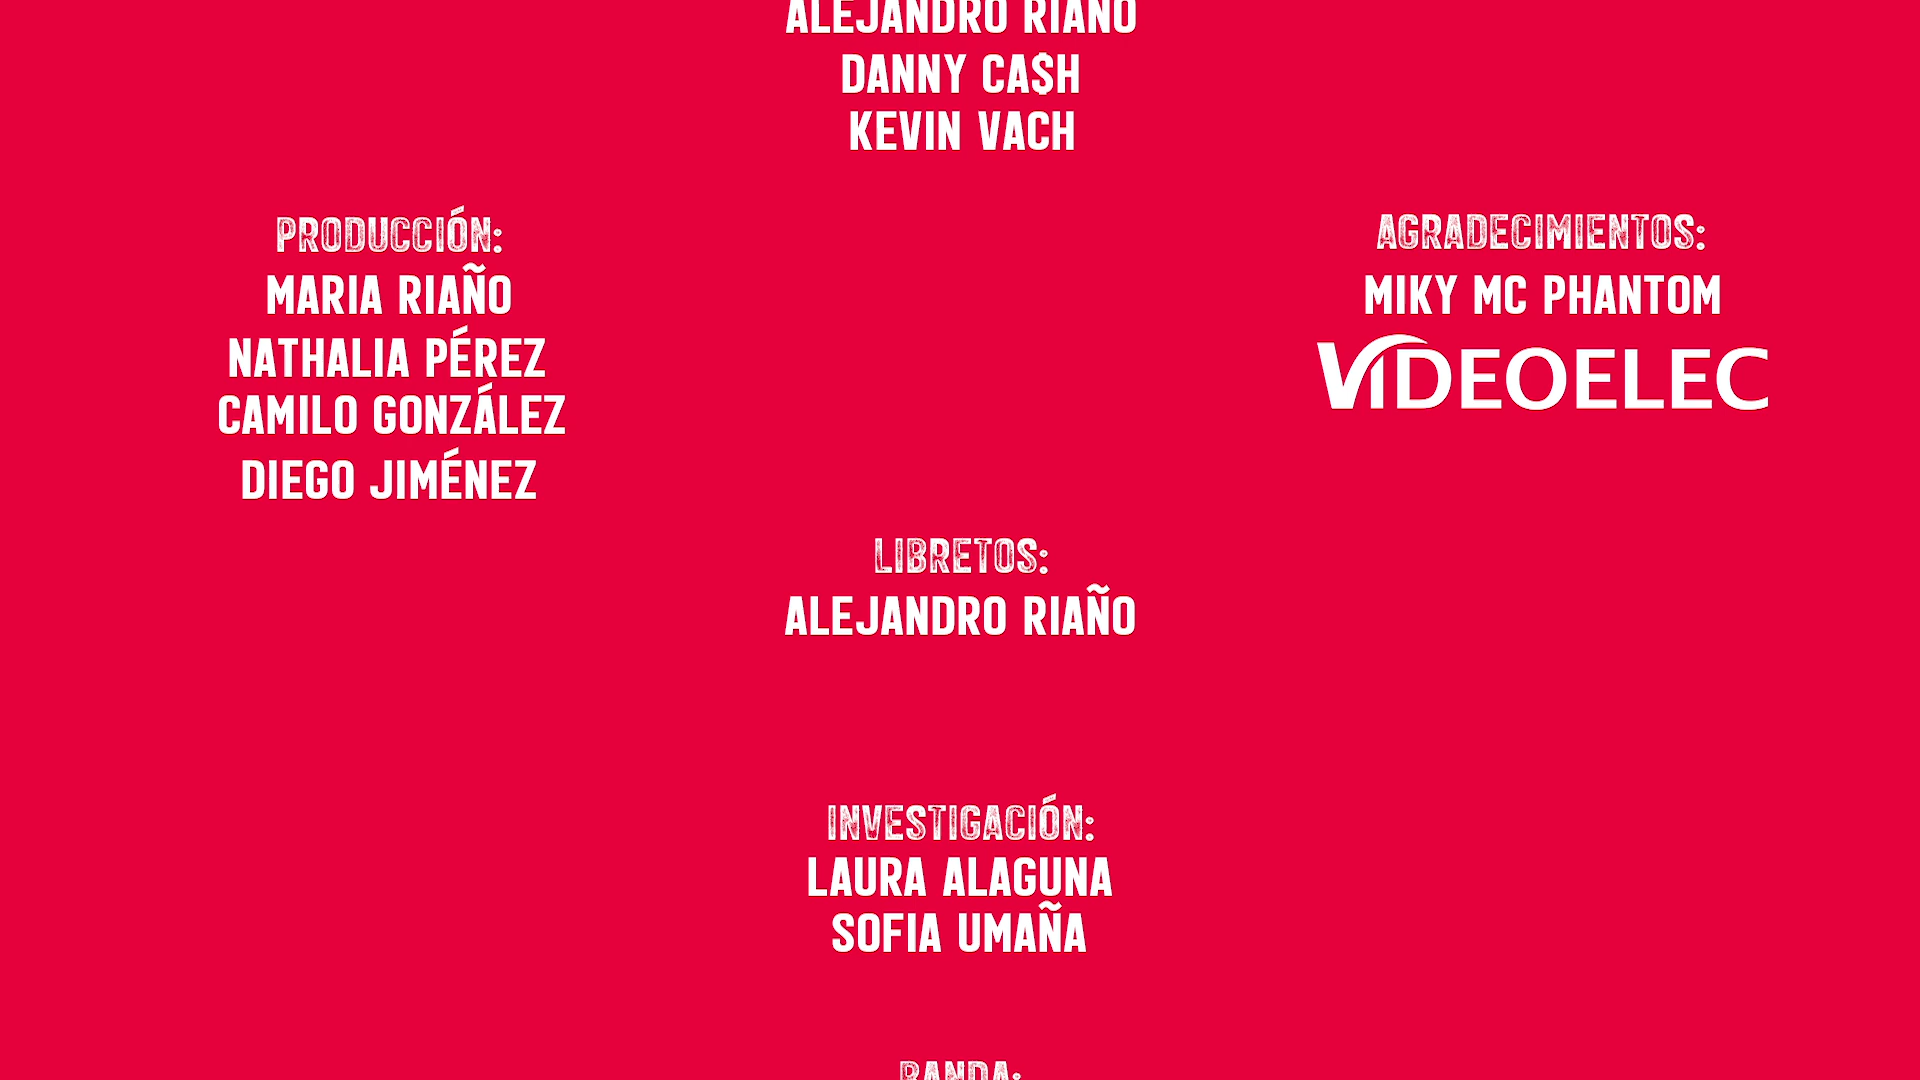 ALEJANDRO RIAÑO
DANNY CA$H
KEVIN VACH
PRODUCCIÓN:
MARIA RIAÑO
NATHALIA PÉREZ
CAMILO GONZÁLEZ
DIEGO JIMÉNEZ
AGRADECIMIENTOS:
MIKY MC PHANTOM
VIDEOELEC
LIBRETOS:
ALEJANDRO RIAÑO
INVESTIGACIÓN:
LAURA ALAGUNA
SOFIA UMAÑA
BANDA: